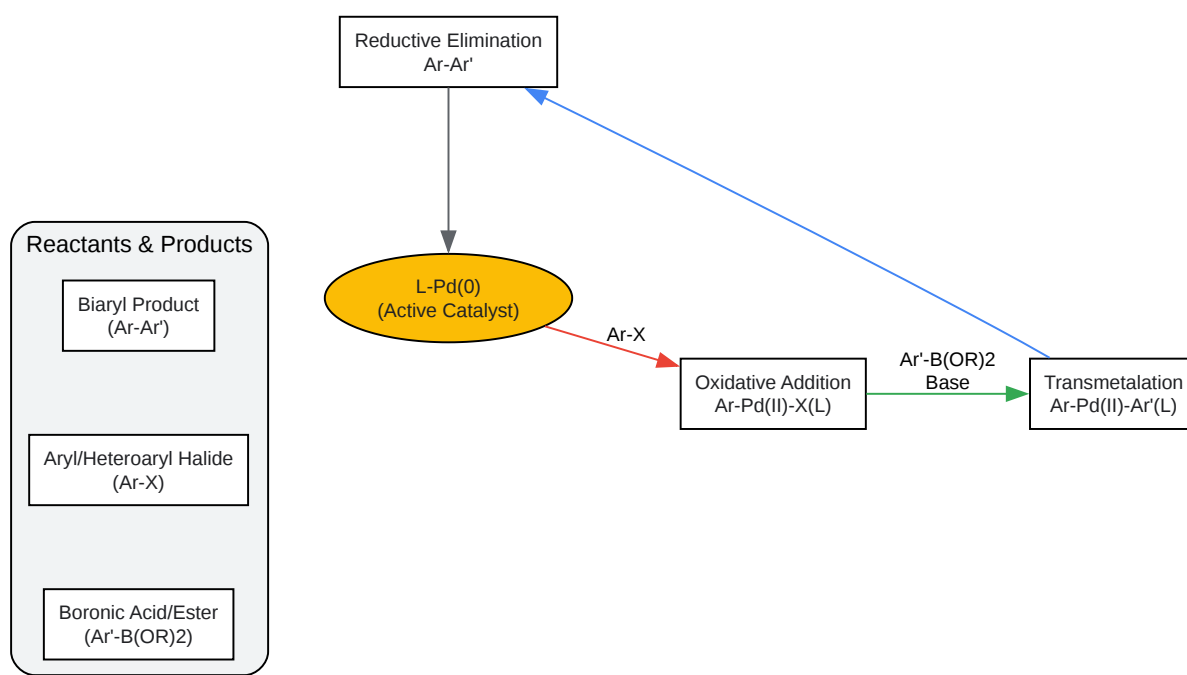 Reductive Elimination
Ar-Ar'
Reactants & Products
Biaryl Product
(Ar-Ar')
Aryl/Heteroaryl Halide
(Ar-X)
Boronic Acid/Ester
(Ar'-B(OR)2)
L-Pd(0)
(Active Catalyst)
Ar-X
Oxidative Addition
Ar-Pd(II)-X(L)
Ar'-B(OR)2
Base
Transmetalation
Ar-Pd(II)-Ar'(L)